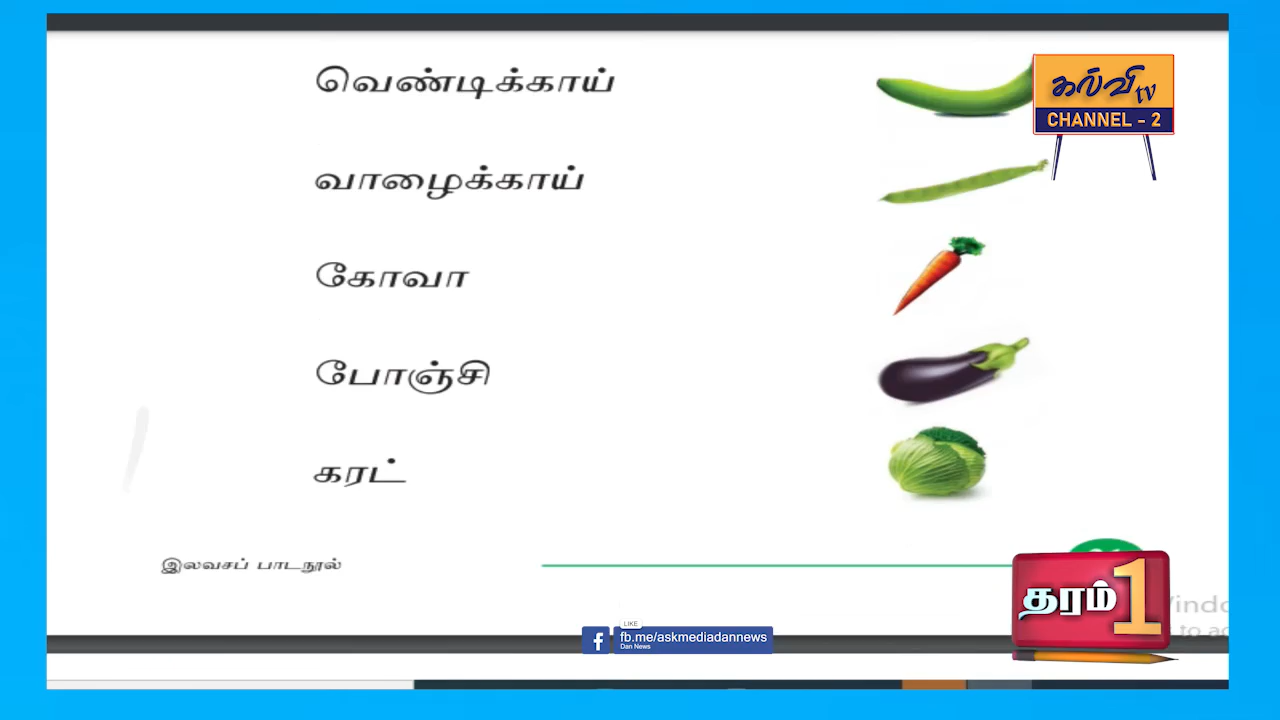 வெண்டிக்காய்
கல்வி tv
CHANNEL - 2
வாழைக்காய்
கோவா
போஞ்சி
கரட்
இலவசப் பாடநூல்
தரம் 1
LIKE
fb.me/askmediadannews
Dan News